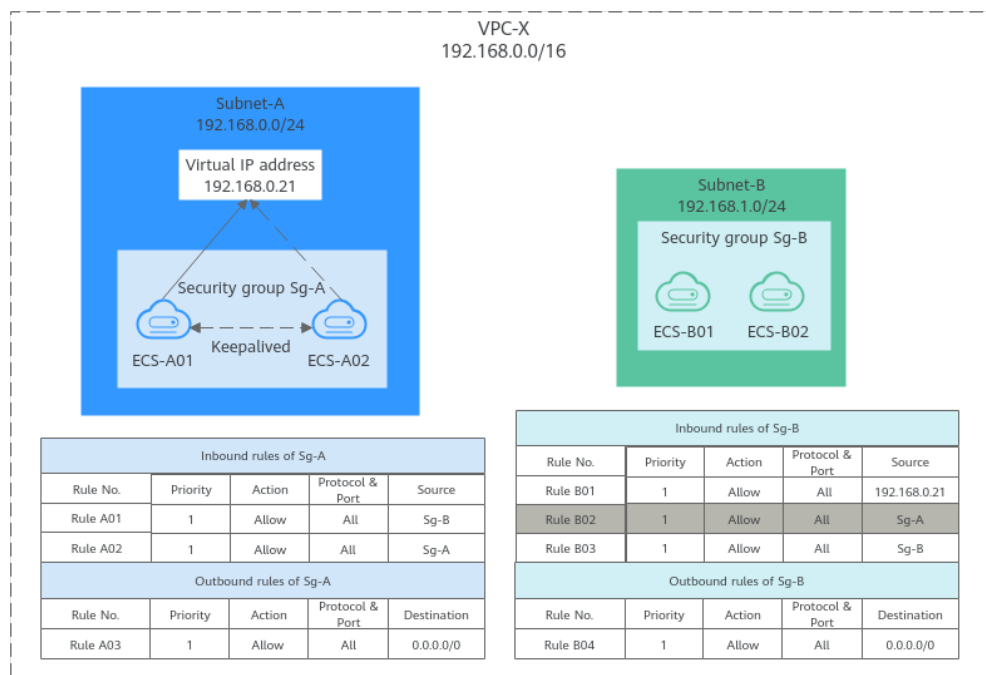 VPC-X
192.168.0.0/16
Subnet-A
192.168.0.0/24
Virtual IP address
192.168.0.21
Security group Sg-A
Keepalived
ECS-A01
ECS-A02
Subnet-B
192.168.1.0/24
Security group Sg-B
ECS-B01
ECS-B02
Inbound rules of Sg-A
Rule No. Priority Action Protocol & Port Source
Rule A01 1 Allow All Sg-B
Rule A02 1 Allow All Sg-A
Outbound rules of Sg-A
Rule No. Priority Action Protocol & Port Destination
Rule A03 1 Allow All 0.0.0.0/0
Inbound rules of Sg-B
Rule No. Priority Action Protocol & Port Source
Rule B01 1 Allow All 192.168.0.21
Rule B02 1 Allow All Sg-A
Rule B03 1 Allow All Sg-B
Outbound rules of Sg-B
Rule No. Priority Action Protocol & Port Destination
Rule B04 1 Allow All 0.0.0.0/0